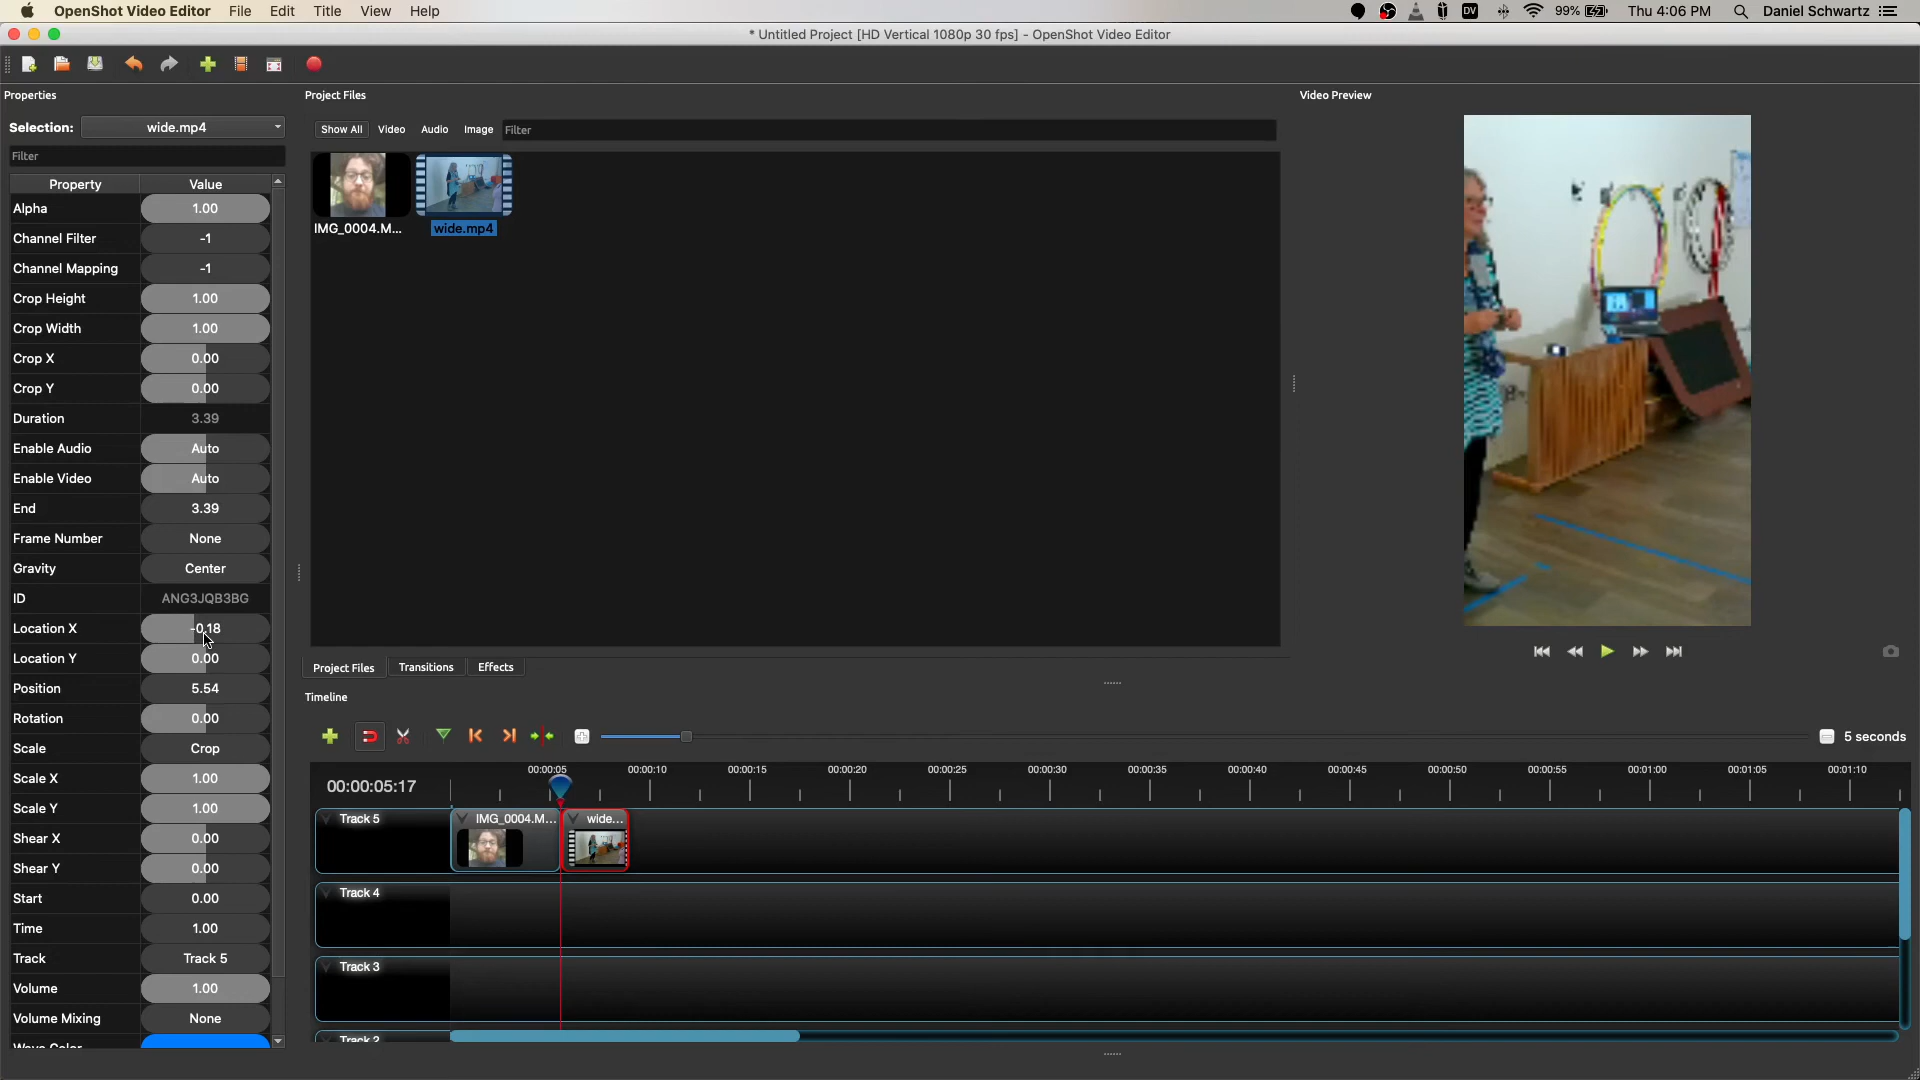 OpenShot Video Editor File Edit Title View Help DV 99% Thu 4:06 PM Daniel Schwartz
* Untitled Project [HD Vertical 1080p 30 fps] - OpenShot Video Editor
Properties
Selection: wide.mp4
Filter
Property Value
Alpha 1.00
Channel Filter -1
Channel Mapping -1
Crop Height 1.00
Crop Width 1.00
Crop X 0.00
Crop Y 0.00
Duration 3.39
Enable Audio Auto
Enable Video Auto
End 3.39
Frame Number None
Gravity Center
ID ANG3JQB3BG
Location X -0.18
Location Y 0.00
Position 5.54
Rotation 0.00
Scale Crop
Scale X 1.00
Scale Y 1.00
Shear X 0.00
Shear Y 0.00
Start 0.00
Time 1.00
Track Track 5
Volume 1.00
Volume Mixing None
Wave Color
Project Files
Show All Video Audio Image Filter
IMG_0004.M... wide.mp4
Project Files Transitions Effects
Video Preview
Timeline
5 seconds
00:00:05:17
00:00:05 00:00:10 00:00:15 00:00:20 00:00:25 00:00:30 00:00:35 00:00:40 00:00:45 00:00:50 00:00:55 00:01:00 00:01:05 00:01:10
Track 5 IMG_0004.M... wide...
Track 4
Track 3
Track 2